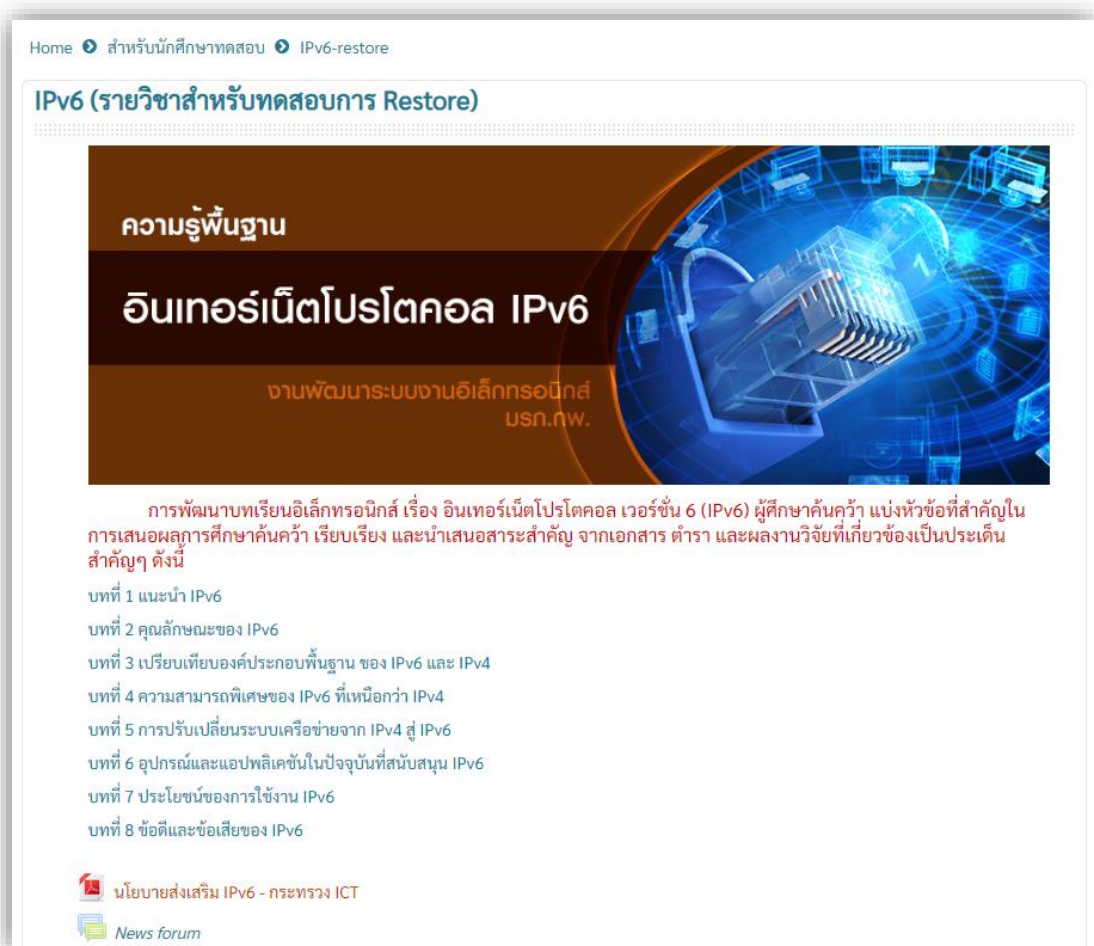 Home สำหรับนักศึกษาทดสอบ IPv6-restore
IPv6 (รายวิชาสำหรับทดสอบการ Restore)
ความรู้พื้นฐาน
อินเทอร์เน็ตโปรโตคอล IPv6
งานพัฒนาระบบงานอิเล็กทรอนิกส์
มรภ.กพ.
การพัฒนาบทเรียนอิเล็กทรอนิกส์ เรื่อง อินเทอร์เน็ตโปรโตคอล เวอร์ชั่น 6 (IPv6) ผู้ศึกษาค้นคว้า แบ่งหัวข้อที่สำคัญใน
การเสนอผลการศึกษาค้นคว้า เรียบเรียง และนำเสนอสาระสำคัญ จากเอกสาร ตำรา และผลงานวิจัยที่เกี่ยวข้องเป็นประเด็น
สำคัญๆ ดังนี้
บทที่ 1 แนะนำ IPv6
บทที่ 2 คุณลักษณะของ IPv6
บทที่ 3 เปรียบเทียบองค์ประกอบพื้นฐาน ของ IPv6 และ IPv4
บทที่ 4 ความสามารถพิเศษของ IPv6 ที่เหนือกว่า IPv4
บทที่ 5 การปรับเปลี่ยนระบบเครือข่ายจาก IPv4 สู่ IPv6
บทที่ 6 อุปกรณ์และแอปพลิเคชันในปัจจุบันที่สนับสนุน IPv6
บทที่ 7 ประโยชน์ของการใช้งาน IPv6
บทที่ 8 ข้อดีและข้อเสียของ IPv6
นโยบายส่งเสริม IPv6 - กระทรวง ICT
News forum